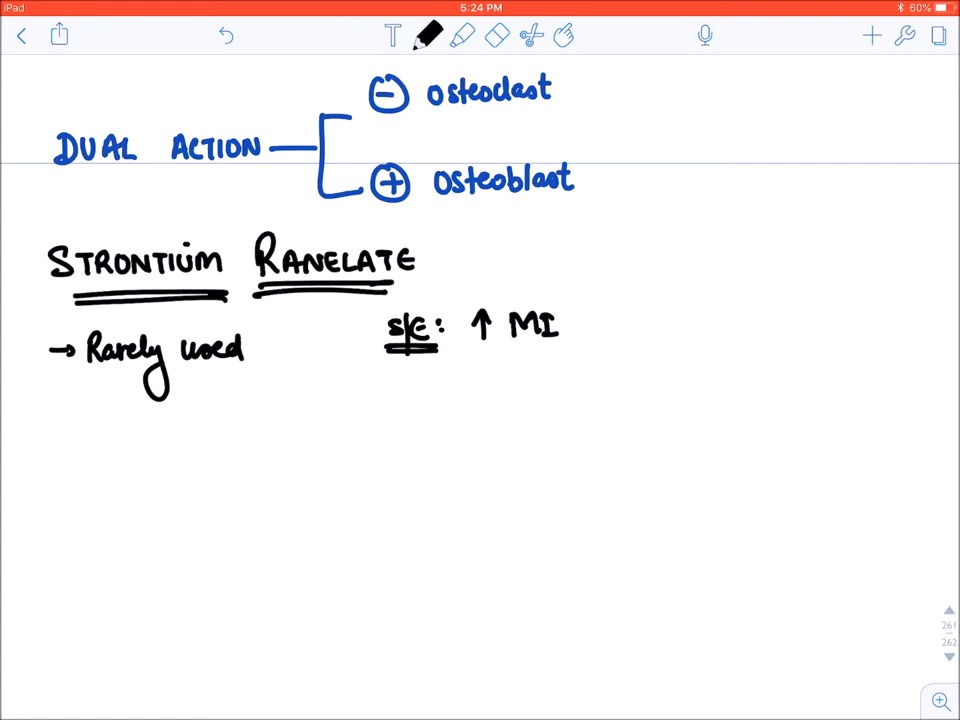 iPad 5:24 PM 60%
T
⊖ osteoclast
DUAL ACTION
⊕ osteoblast
STRONTIUM RANELATE
→ Rarely used
S/E: ↑ MI
261
262